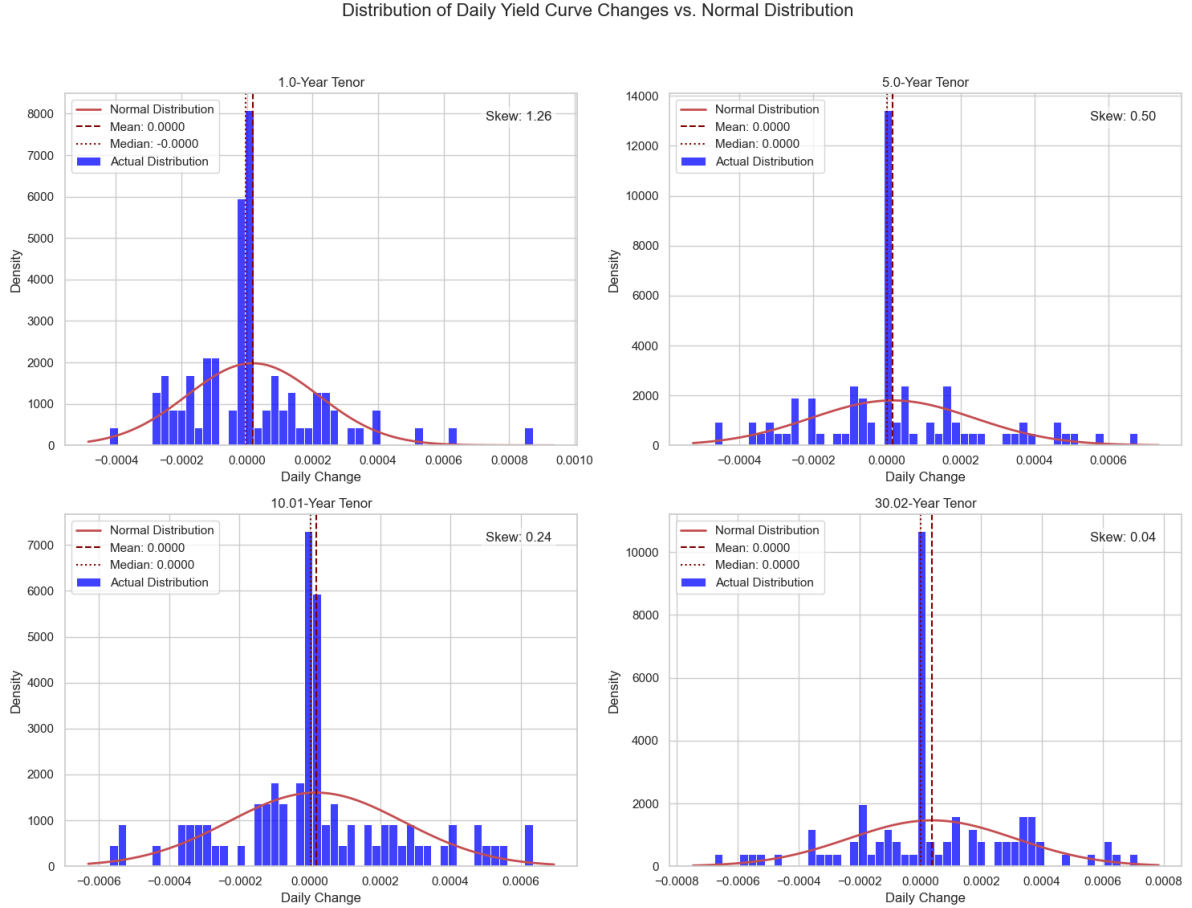 Distribution of Daily Yield Curve Changes vs. Normal Distribution
1.0-Year Tenor
Normal Distribution
Mean: 0.0000
Median: -0.0000
Actual Distribution
Skew: 1.26
8000
7000
6000
5000
4000
3000
2000
1000
0
Density
−0.0004
−0.0002
0.0000
0.0002
0.0004
0.0006
0.0008
0.0010
Daily Change
5.0-Year Tenor
Normal Distribution
Mean: 0.0000
Median: 0.0000
Actual Distribution
Skew: 0.50
14000
12000
10000
8000
6000
4000
2000
0
Density
−0.0004
−0.0002
0.0000
0.0002
0.0004
0.0006
Daily Change
10.01-Year Tenor
Normal Distribution
Mean: 0.0000
Median: 0.0000
Actual Distribution
Skew: 0.24
7000
6000
5000
4000
3000
2000
1000
0
Density
−0.0006
−0.0004
−0.0002
0.0000
0.0002
0.0004
0.0006
Daily Change
30.02-Year Tenor
Normal Distribution
Mean: 0.0000
Median: 0.0000
Actual Distribution
Skew: 0.04
10000
8000
6000
4000
2000
0
Density
−0.0008
−0.0006
−0.0004
−0.0002
0.0000
0.0002
0.0004
0.0006
0.0008
Daily Change